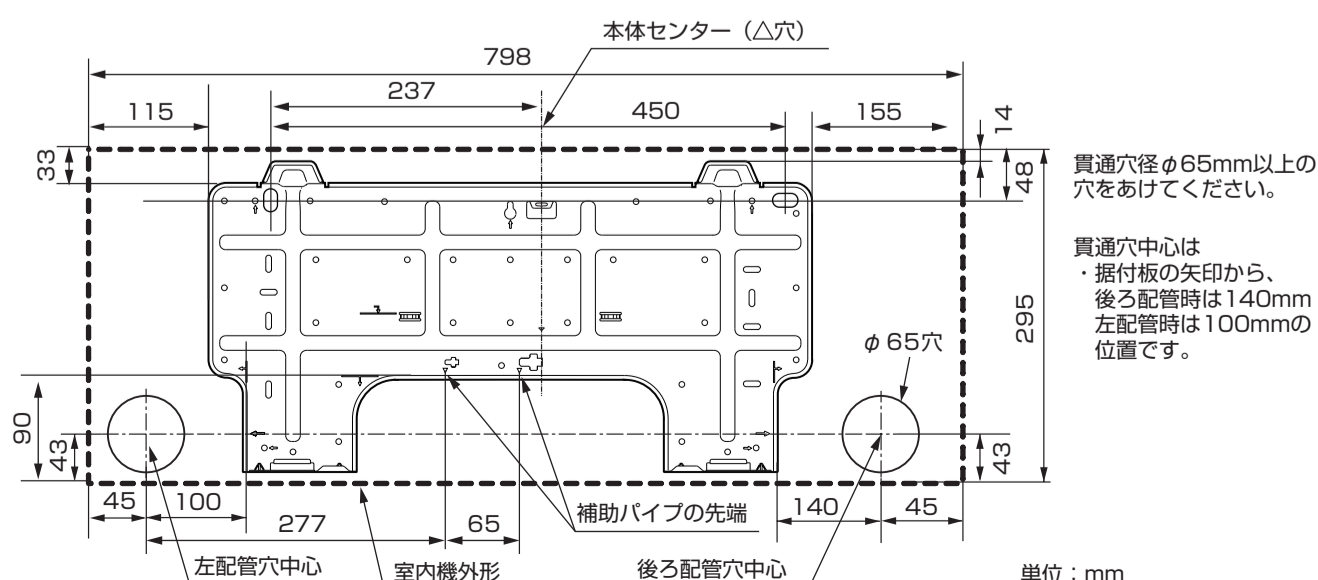 本体センター（△穴）
798
237
450
115
155
14
33
48
貫通穴径φ65mm以上の
穴をあけてください。
貫通穴中心は
・据付板の矢印から、
後ろ配管時は140mm
左配管時は100mmの
位置です。
295
φ65穴
90
43
43
45
100
140
45
277
65
補助パイプの先端
左配管穴中心
室内機外形
後ろ配管穴中心
単位：mm